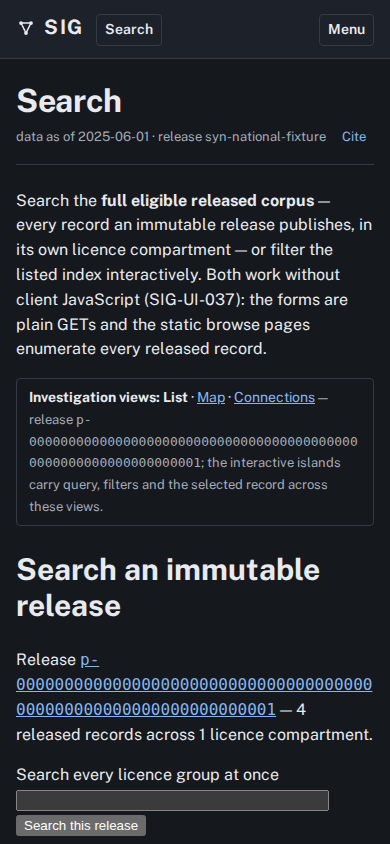 SIG Search Menu
Search
data as of 2025-06-01 · release syn-national-fixture Cite
Search the full eligible released corpus —
every record an immutable release publishes, in
its own licence compartment — or filter the
listed index interactively. Both work without
client JavaScript (SIG-UI-037): the forms are
plain GETs and the static browse pages
enumerate every released record.
Investigation views: List · Map · Connections —
release p-
000000000000000000000000000000000000000000
00000000000000000000001; the interactive islands
carry query, filters and the selected record across
these views.
Search an immutable
release
Release p-
0000000000000000000000000000000000000
000000000000000000000000001 — 4
released records across 1 licence compartment.
Search every licence group at once
Search this release